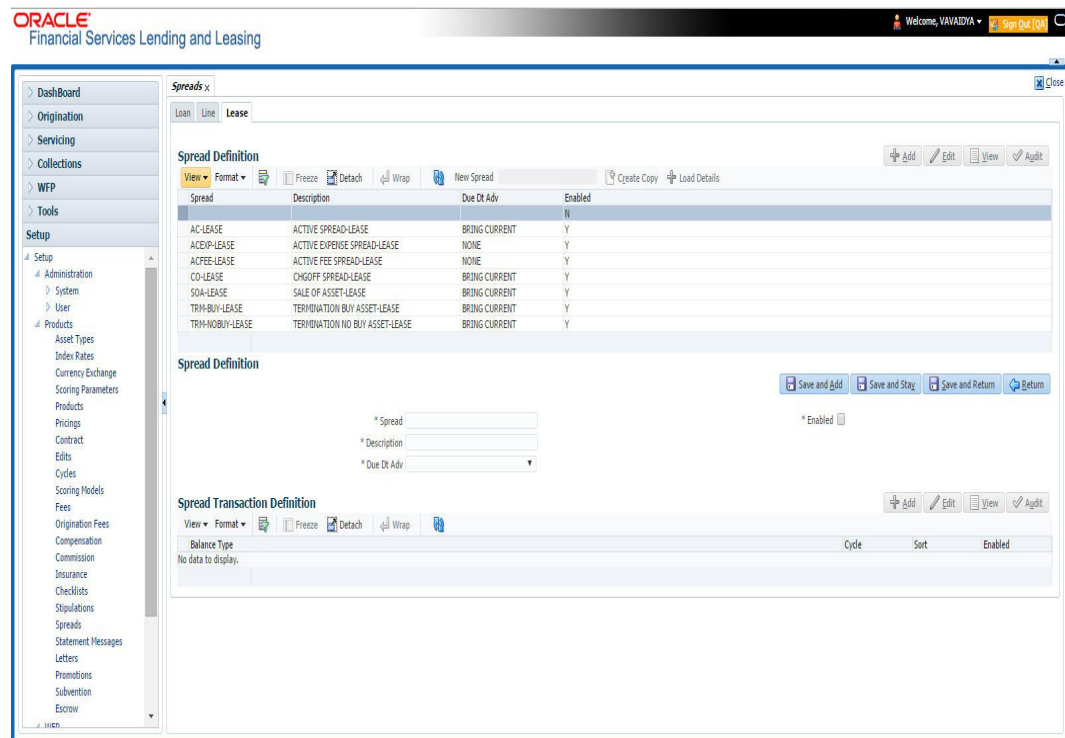 ORACLE'
Financial Services Lending and Leasing
Welcome, VAVAIDYA
Sign Out [QA]
DashBoard
Origination
Servicing
Collections
WFP
Tools
Setup
Setup
Administration
System
User
Products
Asset Types
Index Rates
Currency Exchange
Scoring Parameters
Products
Pricings
Contract
Edits
Cycles
Scoring Models
Fees
Origination Fees
Compensation
Commission
Insurance
Checklists
Stipulations
Spreads
Statement Messages
Letters
Promotions
Subvention
Escrow
WFP
Spreads x
Close
Loan Line Lease
Spread Definition
Add Edit View Audit
View Format Freeze Detach Wrap New Spread Create Copy Load Details
Spread Description Due Dt Adv Enabled
N
AC-LEASE ACTIVE SPREAD-LEASE BRING CURRENT Y
ACEXP-LEASE ACTIVE EXPENSE SPREAD-LEASE NONE Y
ACFEE-LEASE ACTIVE FEE SPREAD-LEASE NONE Y
CO-LEASE CHGOFF SPREAD-LEASE BRING CURRENT Y
SOA-LEASE SALE OF ASSET-LEASE BRING CURRENT Y
TRM-BUY-LEASE TERMINATION BUY ASSET-LEASE BRING CURRENT Y
TRM-NOBUY-LEASE TERMINATION NO BUY ASSET-LEASE BRING CURRENT Y
Spread Definition
Save and Add Save and Stay Save and Return Return
* Spread
* Enabled
* Description
* Due Dt Adv
Spread Transaction Definition
Add Edit View Audit
View Format Freeze Detach Wrap
Balance Type Cycle Sort Enabled
No data to display.